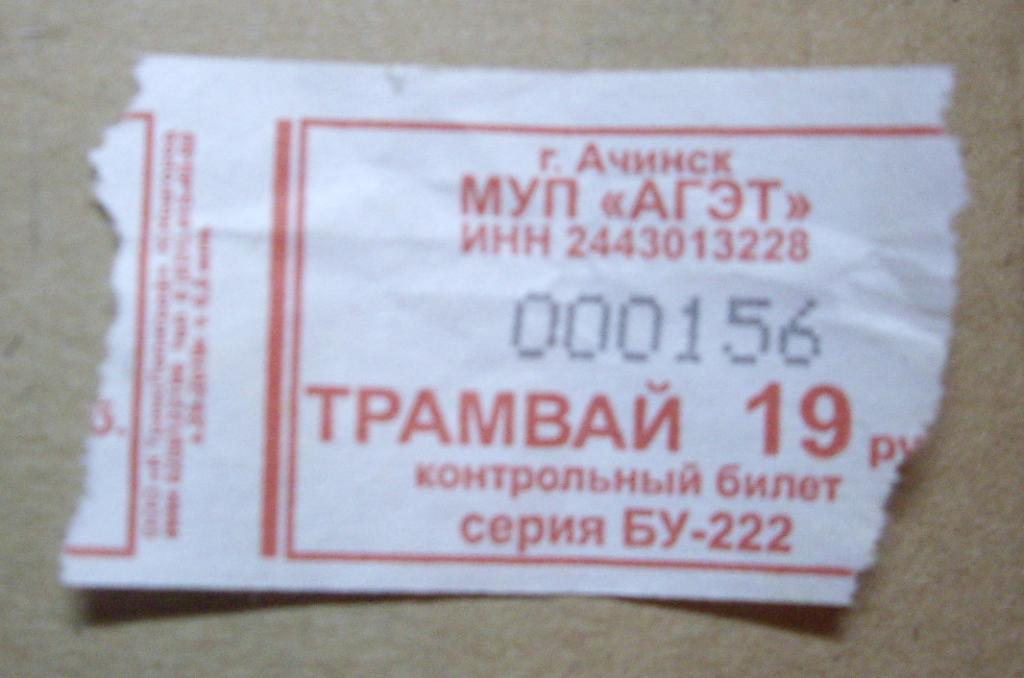 г. Ачинск
МУП «АГЭТ»
ИНН 2443013228
000156
ТРАМВАЙ 19 ру
контрольный билет
серия БУ-222
б.